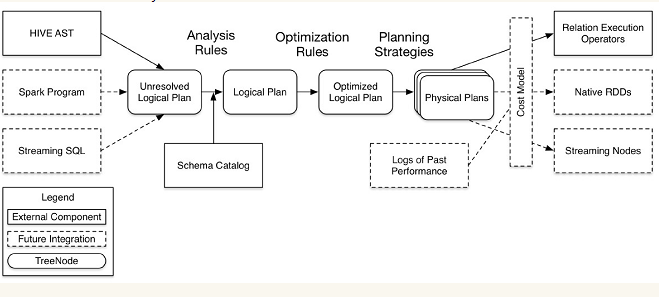 HIVE AST
Analysis
Rules
Optimization
Rules
Planning
Strategies
Relation Execution
Operators
Spark Program
Unresolved
Logical Plan
Logical Plan
Optimized
Logical Plan
Physical Plans
Cost Model
Native RDDs
Streaming SQL
Schema Catalog
Logs of Past
Performance
Streaming Nodes
Legend
External Component
Future Integration
TreeNode